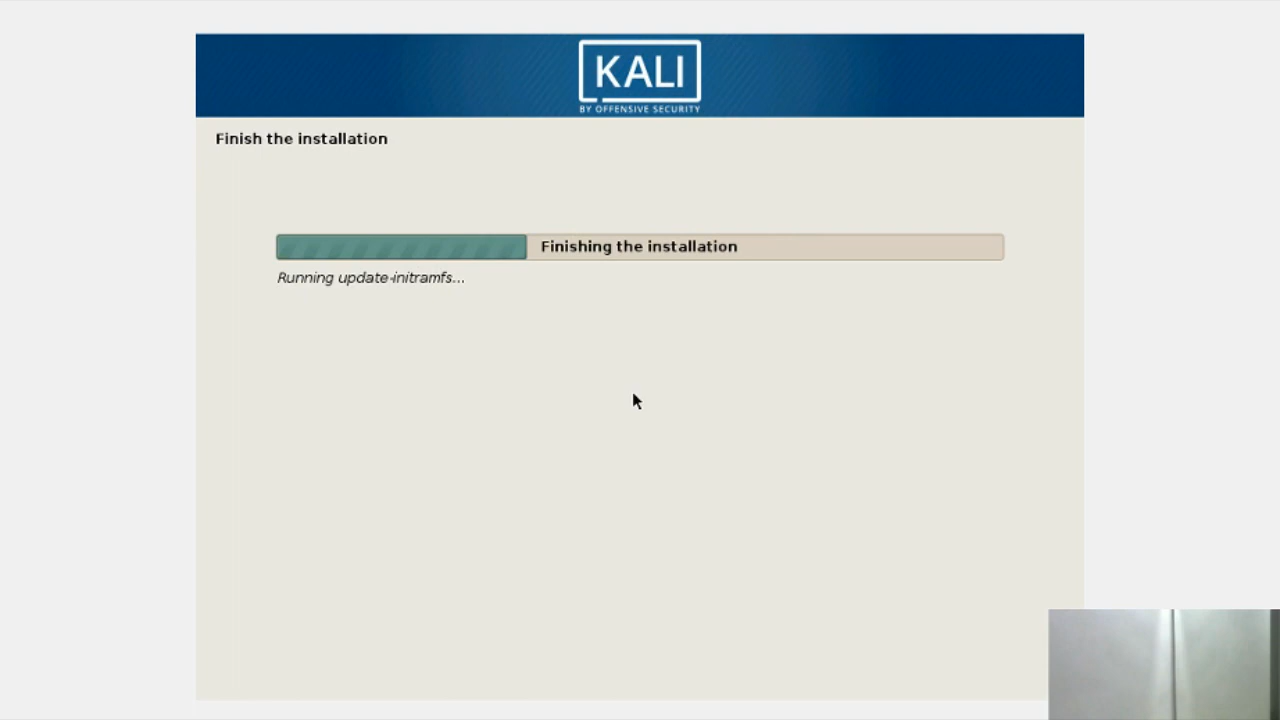 KALI
BY OFFENSIVE SECURITY
Finish the installation
Finishing the installation
Running update-initramfs...